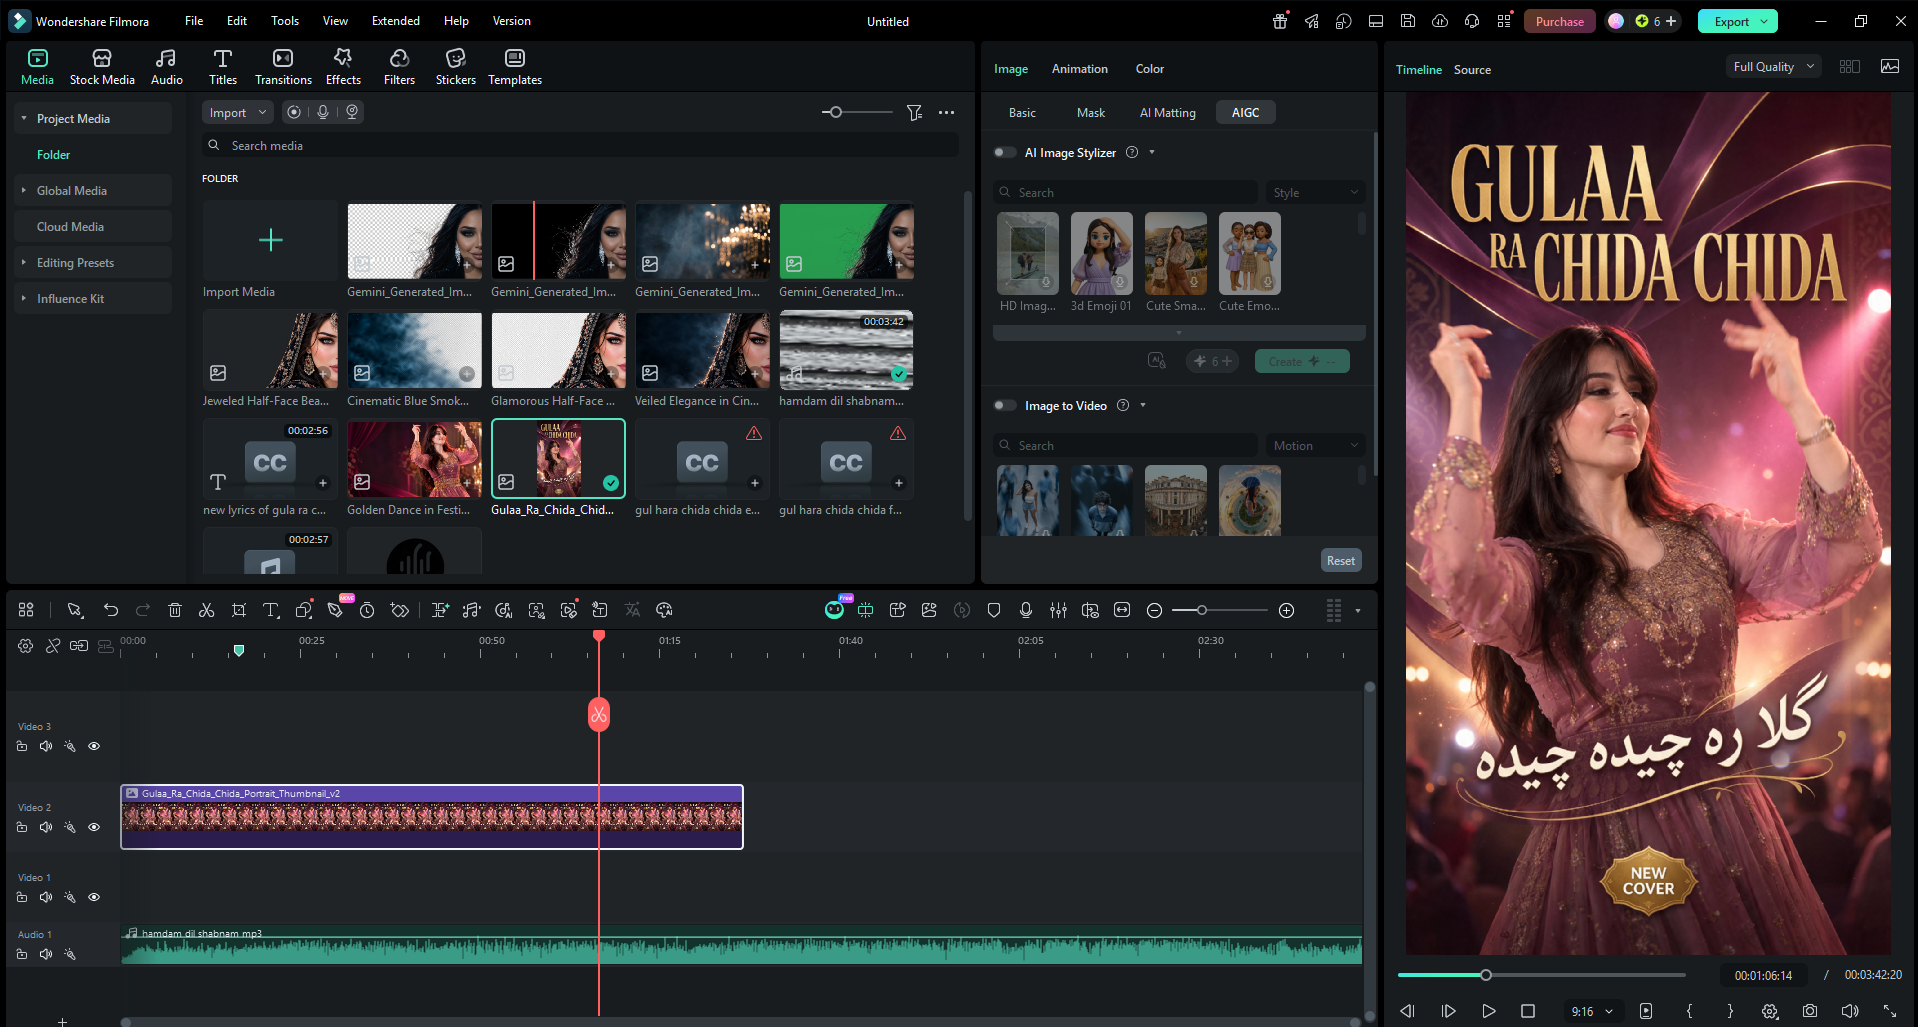 Wondershare Filmora
File
Edit
Tools
View
Extended
Help
Version
Untitled
Purchase
6
Export
Media
Stock Media
Audio
Titles
Transitions
Effects
Filters
Stickers
Templates
Project Media
Folder
Global Media
Cloud Media
Editing Presets
Influence Kit
Import
Search media
FOLDER
Import Media
Gemini_Generated_Im...
Gemini_Generated_Im...
Gemini_Generated_Im...
Gemini_Generated_Im...
00:03:42
Jeweled Half-Face Bea...
Cinematic Blue Smok...
Glamorous Half-Face ...
Veiled Elegance in Cin...
hamdam dil shabnam...
00:02:56
CC
CC
CC
new lyrics of gula ra c...
Golden Dance in Festi...
Gulaa_Ra_Chida_Chid...
gul hara chida chida e...
gul hara chida chida f...
00:02:57
Image
Animation
Color
Basic
Mask
AI Matting
AIGC
AI Image Stylizer
Search
Style
HD Imag...
3d Emoji 01
Cute Sma...
Cute Emo...
AI
6
Create
--
Image to Video
Search
Motion
Reset
Timeline
Source
Full Quality
GULAA
RA CHIDA CHIDA
گلا ره چیده چیده
NEW
COVER
00:01:06:14
/
00:03:42:20
9:16
Free
00:00
00:25
00:50
01:15
01:40
02:05
02:30
Video 3
Video 2
Gulaa_Ra_Chida_Chida_Portrait_Thumbnail_v2
Video 1
Audio 1
hamdam dil shabnam mp3